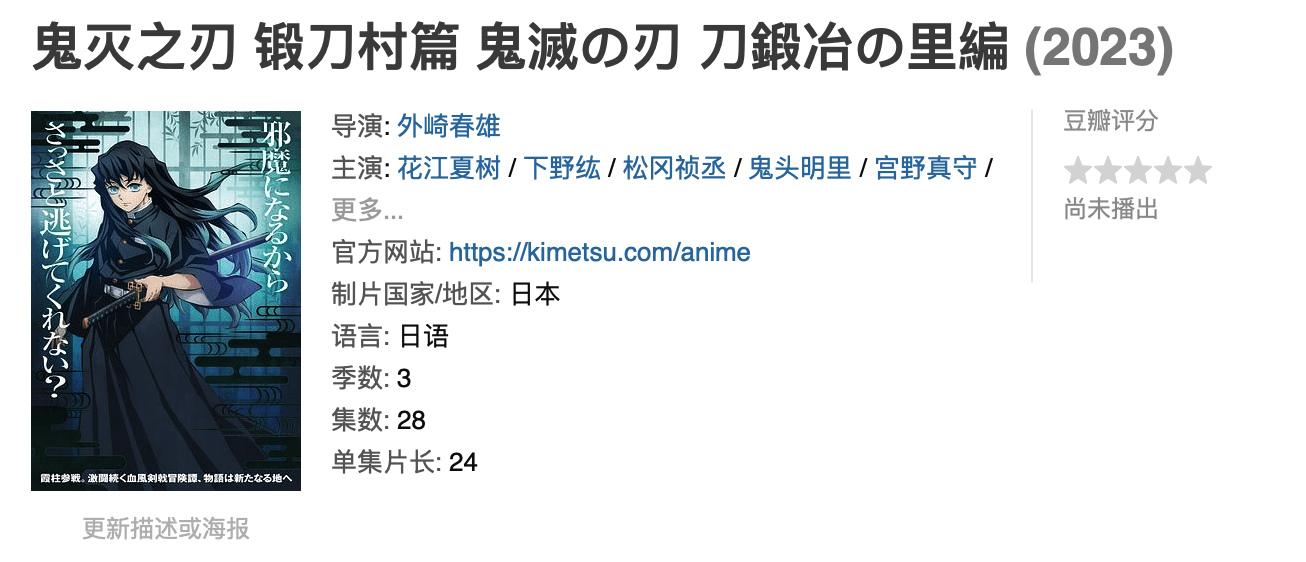 鬼灭之刃 锻刀村篇 鬼滅の刃 刀鍛冶の里編 (2023)
邪魔になるから
さっさと逃げてくれない?
霞柱参戦。激闘続く血風剣戟冒険譚、物語は新たなる地へ
更新描述或海报
导演: 外崎春雄
主演: 花江夏树 / 下野纮 / 松冈祯丞 / 鬼头明里 / 宫野真守 /
更多...
官方网站: https://kimetsu.com/anime
制片国家/地区: 日本
语言: 日语
季数: 3
集数: 28
单集片长: 24
豆瓣评分
尚未播出